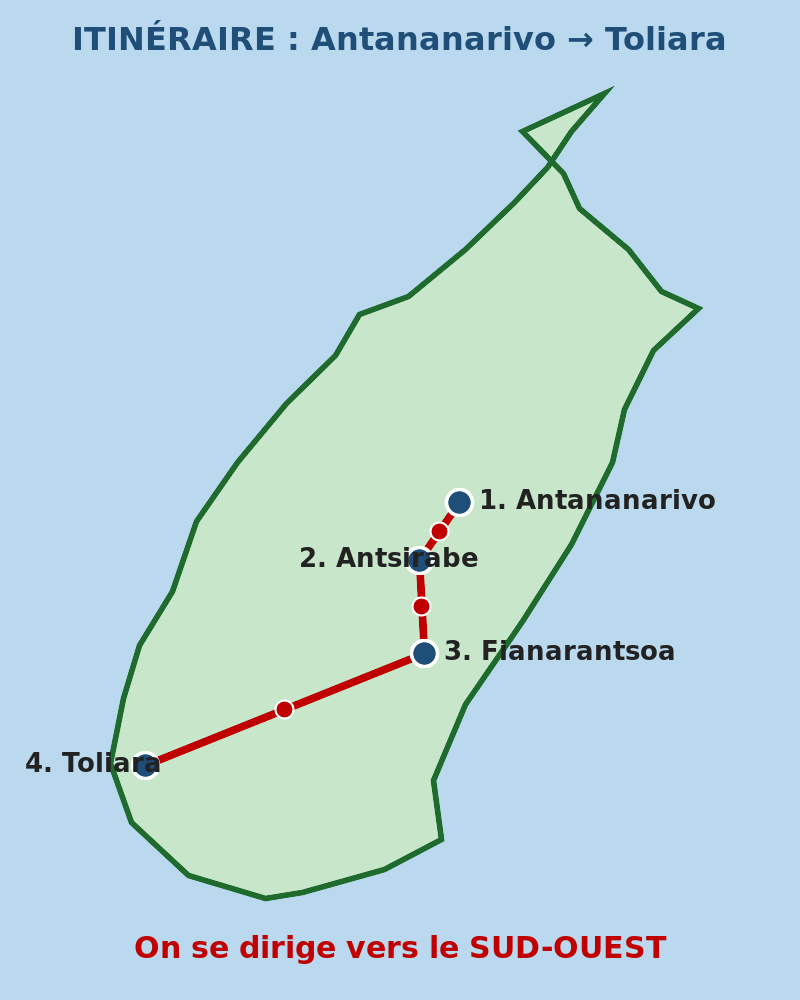 ITINÉRAIRE : Antananarivo → Toliara
1. Antananarivo
2. Antsirabe
3. Fianarantsoa
4. Toliara
On se dirige vers le SUD-OUEST